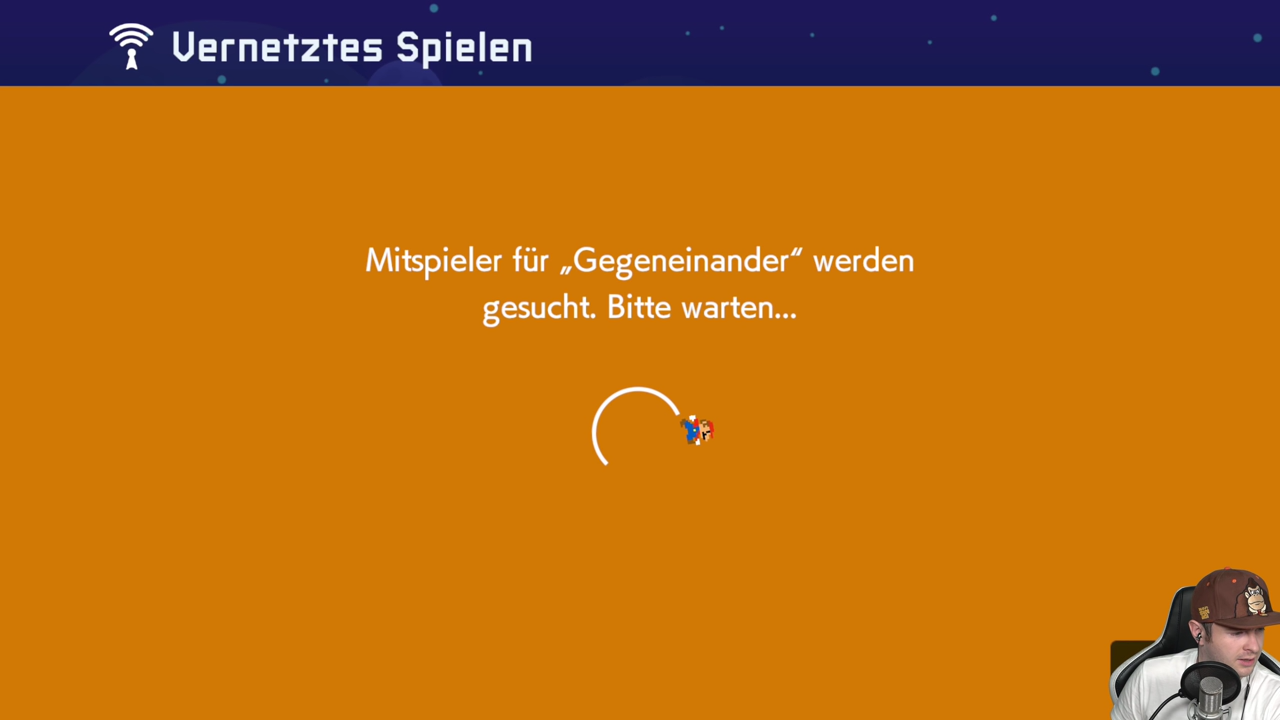 Vernetztes Spielen
Mitspieler für „Gegeneinander“ werden
gesucht. Bitte warten...